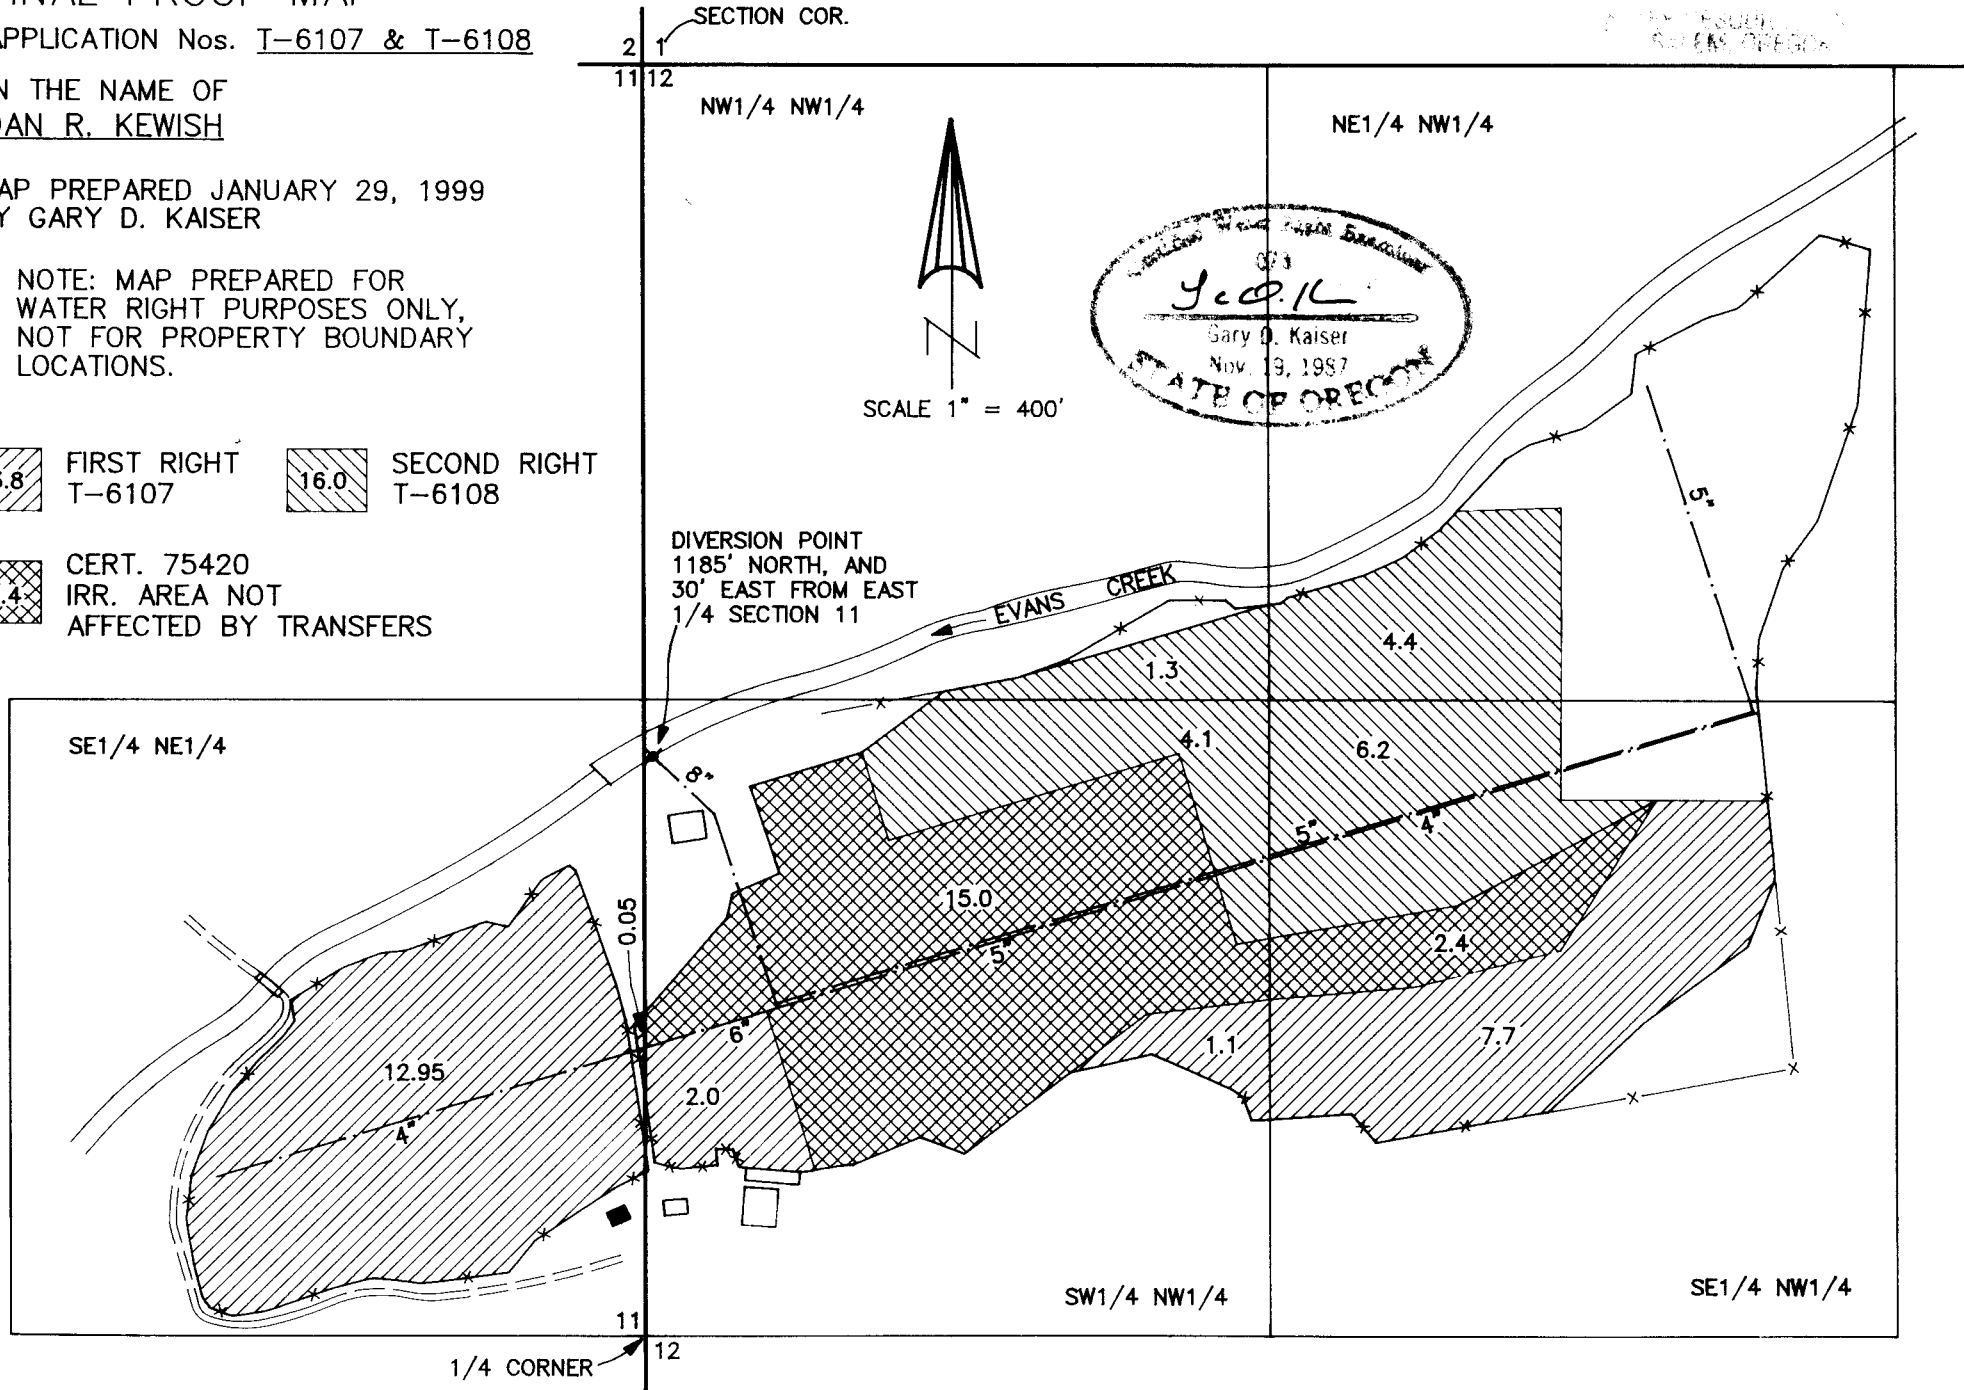 APPLICATION Nos. T-6107 & T-6108
THE NAME OF
R. KEWISH
PREPARED JANUARY 29, 1999
GARY D. KAISER
NOTE: MAP PREPARED FOR
WATER RIGHT PURPOSES ONLY,
NOT FOR PROPERTY BOUNDARY
LOCATIONS.
FIRST RIGHT
T-6107
16.0
SECOND RIGHT
T-6108
CERT. 75420
IRR. AREA NOT
AFFECTED BY TRANSFERS
SECTION COR.
2 1
11 12
NW1/4 NW1/4
NE1/4 NW1/4
N
SCALE 1" = 400'
Gary D. Kaiser
Nov. 19, 1987
STATE OF OREGON
SALEM, OREGON
DIVERSION POINT
1185' NORTH, AND
30' EAST FROM EAST
1/4 SECTION 11
EVANS CREEK
5"
4.4
1.3
SE1/4 NE1/4
8"
4.1
6.2
5"
4"
15.0
0.05
5"
2.4
6"
7.7
1.1
12.95
2.0
4"
SW1/4 NW1/4
SE1/4 NW1/4
11
12
1/4 CORNER